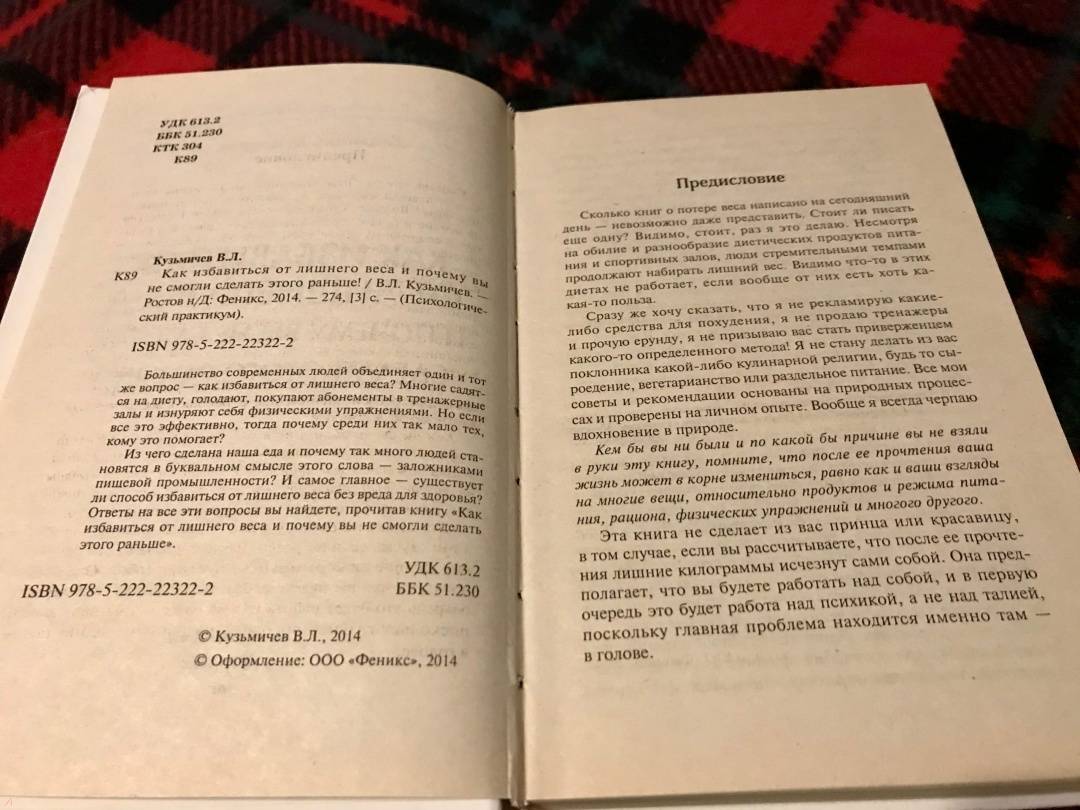 УДК 613.2
ББК 51.230
КТК 304
К89
Кузьмичев В.Л.
К89 Как избавиться от лишнего веса и почему вы
не смогли сделать этого раньше! / В.Л. Кузьмичев. —
Ростов н/Д: Феникс, 2014. — 274, [3] с. — (Психологиче-
ский практикум).
ISBN 978-5-222-22322-2
Большинство современных людей объединяет один и тот
же вопрос — как избавиться от лишнего веса? Многие садят-
ся на диету, голодают, покупают абонементы в тренажерные
залы и изнуряют себя физическими упражнениями. Но если
все это эффективно, тогда почему среди них так мало тех,
кому это помогает?
Из чего сделана наша еда и почему так много людей ста-
новятся в буквальном смысле этого слова — заложниками
пищевой промышленности? И самое главное — существует
ли способ избавиться от лишнего веса без вреда для здоровья?
Ответы на все эти вопросы вы найдете, прочитав книгу «Как
избавиться от лишнего веса и почему вы не смогли сделать
этого раньше».
УДК 613.2
ISBN 978-5-222-22322-2 ББК 51.230
© Кузьмичев В.Л., 2014
© Оформление: ООО «Феникс», 2014
Предисловие
Сколько книг о потере веса написано на сегодняшний
день — невозможно даже представить. Стоит ли писать
еще одну? Видимо, стоит, раз я это делаю. Несмотря
на обилие и разнообразие диетических продуктов пита-
ния и спортивных залов, люди стремительными темпами
продолжают набирать лишний вес. Видимо что-то в этих
диетах не работает, если вообще от них есть хоть ка-
кая-то польза.
Сразу же хочу сказать, что я не рекламирую какие-
либо средства для похудения, я не продаю тренажеры
и прочую ерунду, я не призываю вас стать приверженцем
какого-то определенного метода! Я не стану делать из вас
поклонника какой-либо кулинарной религии, будь то сы-
роедение, вегетарианство или раздельное питание. Все мои
советы и рекомендации основаны на природных процес-
сах и проверены на личном опыте. Вообще я всегда черпаю
вдохновение в природе.
Кем бы вы ни были и по какой бы причине вы не взяли
в руки эту книгу, помните, что после ее прочтения ваша
жизнь может в корне измениться, равно как и ваши взгляды
на многие вещи, относительно продуктов и режима пита-
ния, рациона, физических упражнений и многого другого.
Эта книга не сделает из вас принца или красавицу,
в том случае, если вы рассчитываете, что после ее прочте-
ния лишние килограммы исчезнут сами собой. Она пред-
полагает, что вы будете работать над собой, и в первую
очередь это будет работа над психикой, а не над талией,
поскольку главная проблема находится именно там —
в голове.